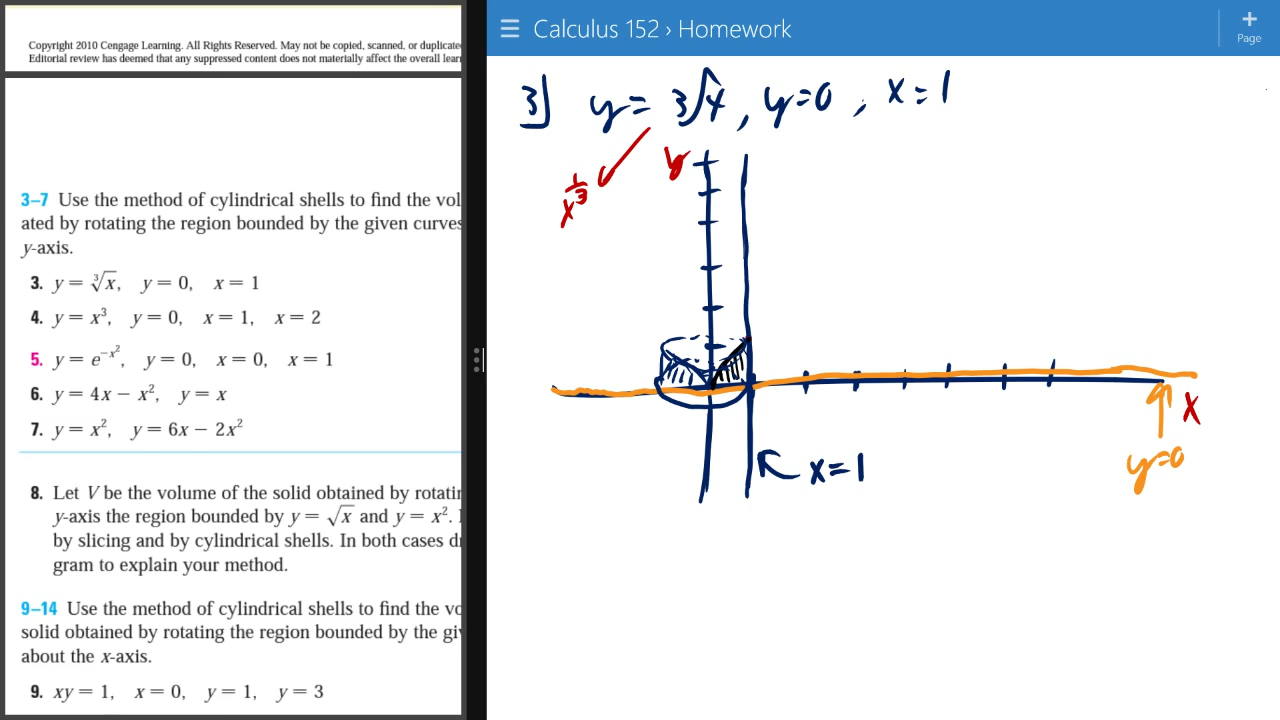 Copyright 2010 Cengage Learning. All Rights Reserved. May not be copied, scanned, or duplicate
Editorial review has deemed that any suppressed content does not materially affect the overall lear
3–7 Use the method of cylindrical shells to find the vol
ated by rotating the region bounded by the given curves
y-axis.
3. y = ∛x, y = 0, x = 1
4. y = x³, y = 0, x = 1, x = 2
5. y = e^{-x²}, y = 0, x = 0, x = 1
6. y = 4x − x², y = x
7. y = x², y = 6x − 2x²
8. Let V be the volume of the solid obtained by rotatin
y-axis the region bounded by y = √x and y = x².
by slicing and by cylindrical shells. In both cases d
gram to explain your method.
9–14 Use the method of cylindrical shells to find the vo
solid obtained by rotating the region bounded by the gi
about the x-axis.
9. xy = 1, x = 0, y = 1, y = 3
Calculus 152 › Homework
Page
3] y = 3√x, y=0, x=1
x^{1/3}
y
x
y=0
x=1